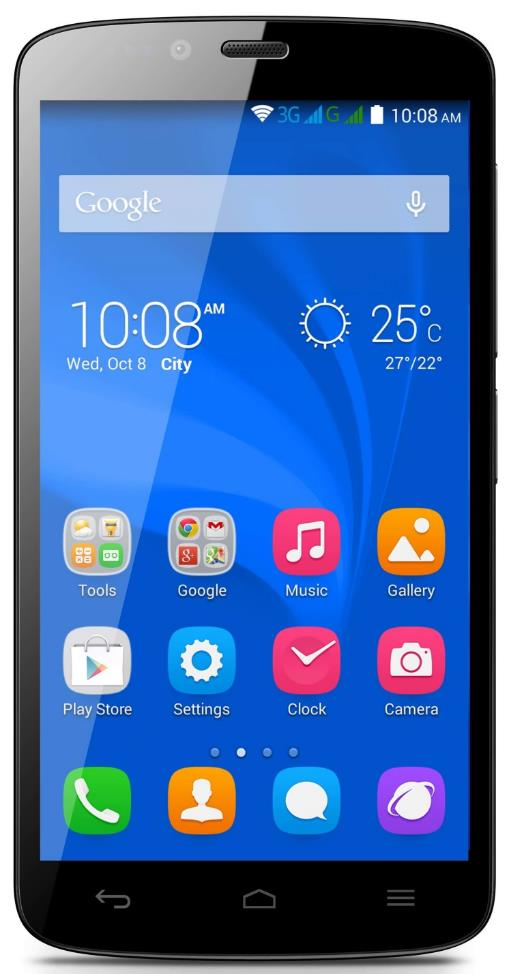 3G G 10:08 AM
Google
10:08 AM
25°C
Wed, Oct 8 City
27°/22°
Tools Google Music Gallery
Play Store Settings Clock Camera